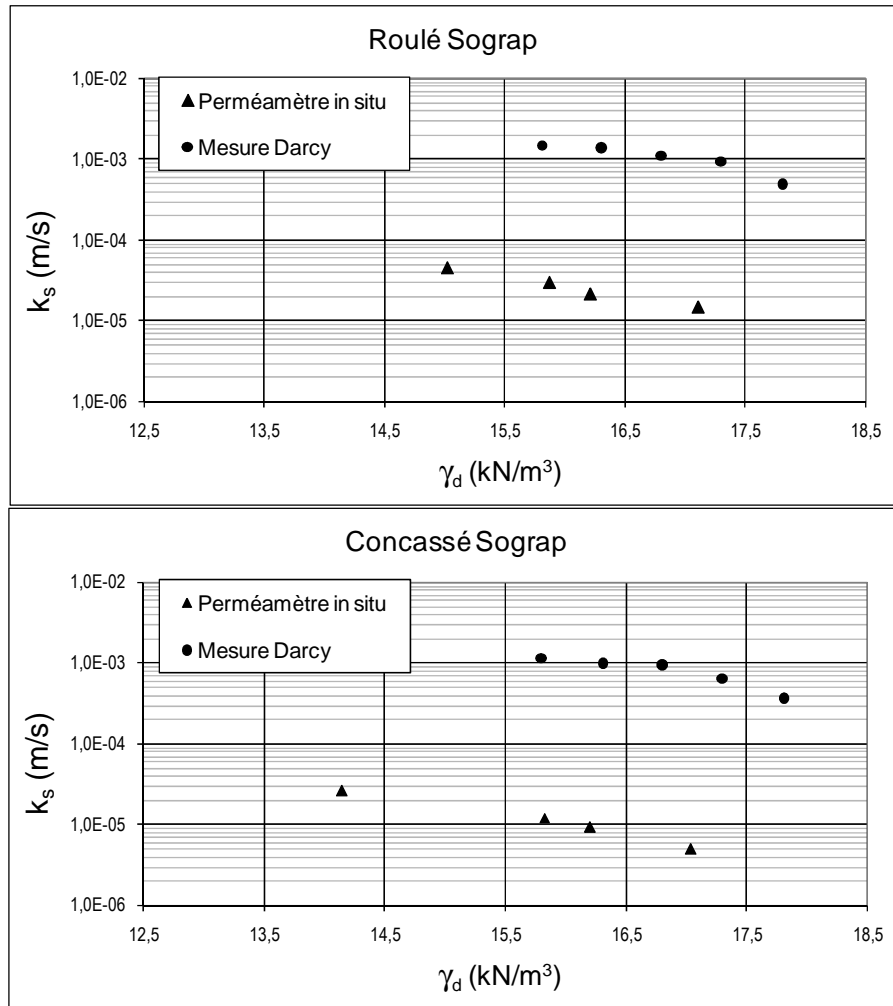 Roulé Sograp
1,0E-02
Perméamètre in situ
Mesure Darcy
1,0E-03
1,0E-04
1,0E-05
1,0E-06
k_s (m/s)
12,5 13,5 14,5 15,5 16,5 17,5 18,5
γ_d (kN/m³)
Concassé Sograp
1,0E-02
Perméamètre in situ
Mesure Darcy
1,0E-03
1,0E-04
1,0E-05
1,0E-06
k_s (m/s)
12,5 13,5 14,5 15,5 16,5 17,5 18,5
γ_d (kN/m³)